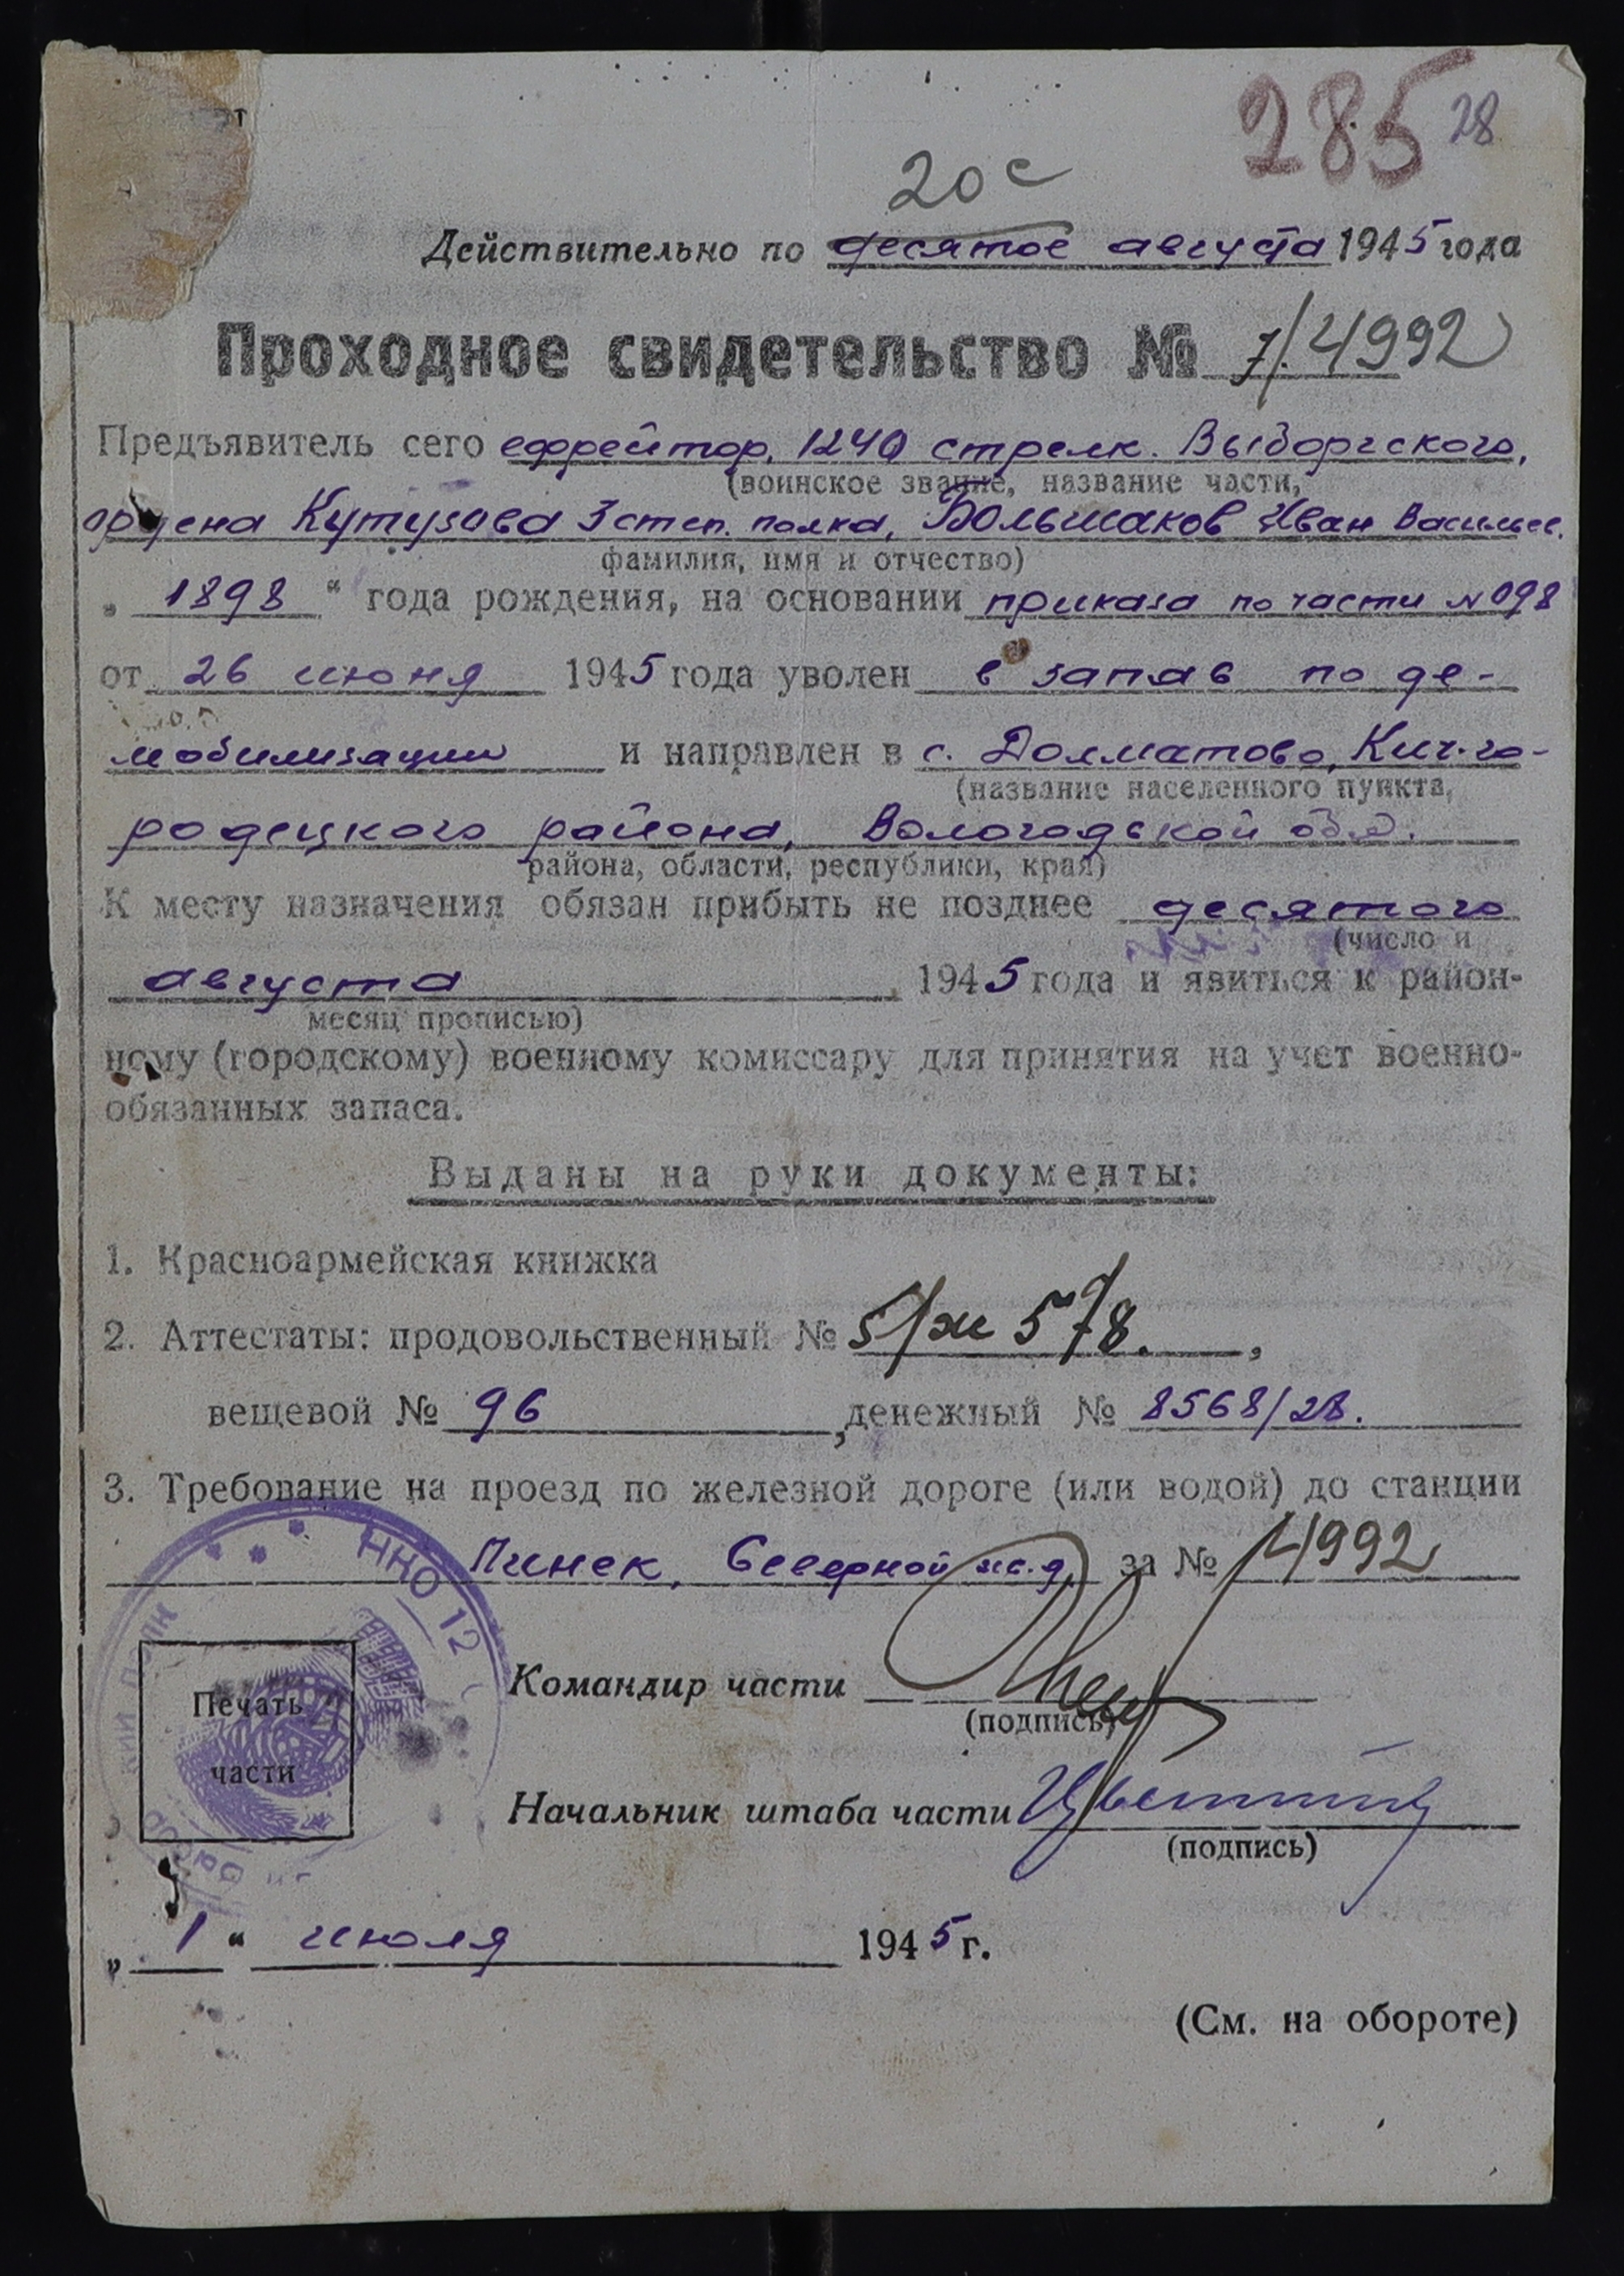 285 28
20 с
Действительно по десятое августа 1945 года
Проходное свидетельство № 7/4992
Предъявитель сего ефрейтор, 1240 стрелк. Выборгского,
(воинское звание, название части,
ордена Кутузова 3 степ. полка, Большаков Иван Васильев.
фамилия, имя и отчество)
„ 1898 “ года рождения, на основании приказа по части № 098
от 26 июня 1945 года уволен в запас по де-
мобилизации и направлен в с. Долматово, Кич.-го-
(название населенного пункта,
родецкого района, Вологодской обл.
района, области, республики, края)
К месту назначения обязан прибыть не позднее десятого
(число и
августа 1945 года и явиться к район-
месяц прописью)
ному (городскому) военному комиссару для принятия на учет военно-
обязанных запаса.
Выданы на руки документы:
1. Красноармейская книжка
2. Аттестаты: продовольственный № 578.,
вещевой № 96, денежный № 8568/28.
3. Требование на проезд по железной дороге (или водой) до станции
Пинек, Северной ж.д. за № 4992
НКО 12
Печать
части
Командир части
(подпись)
Начальник штаба части
(подпись)
„ 1 “ июля 1945 г.
(См. на обороте)